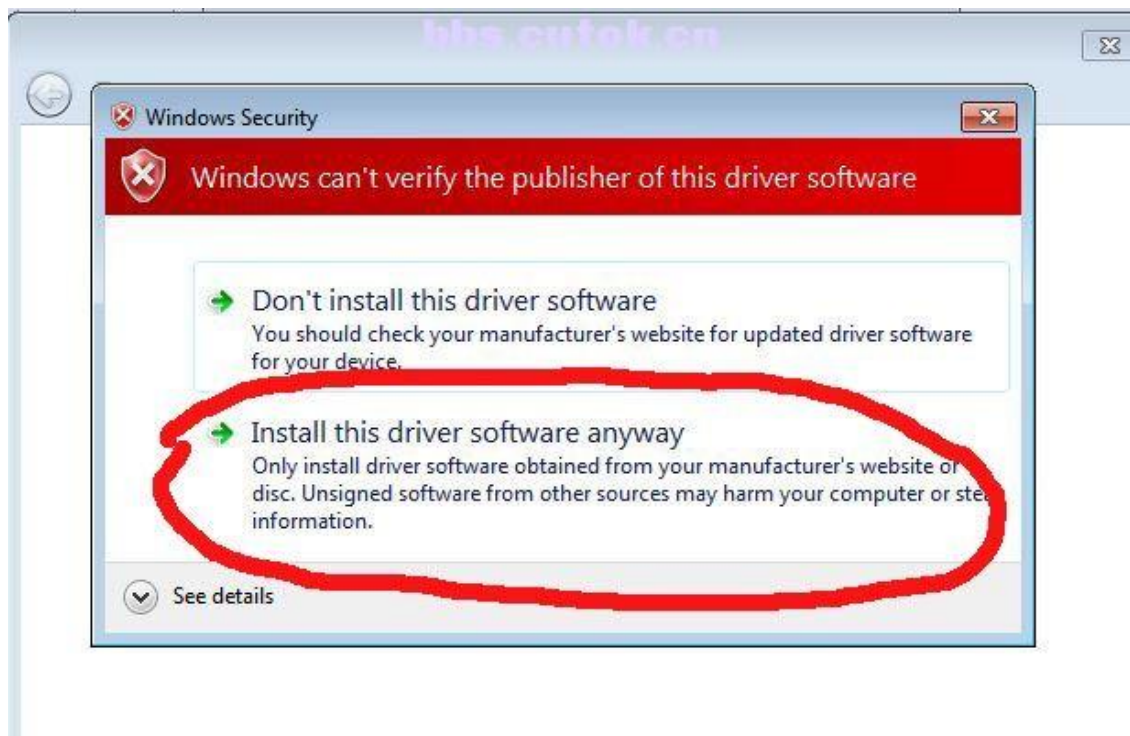 bbs.cutok.cn
Windows Security
Windows can't verify the publisher of this driver software
Don't install this driver software
You should check your manufacturer's website for updated driver software
for your device.
Install this driver software anyway
Only install driver software obtained from your manufacturer's website or
disc. Unsigned software from other sources may harm your computer or
information.
See details